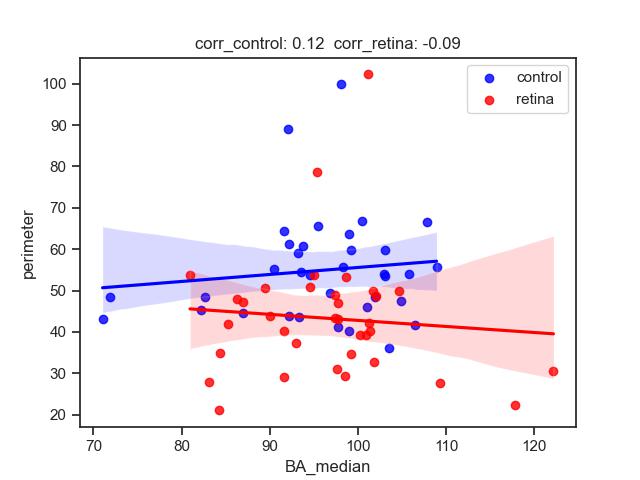 corr_control: 0.12  corr_retina: -0.09
control
retina
perimeter
100
90
80
70
60
50
40
30
20
70 80 90 100 110 120
BA_median